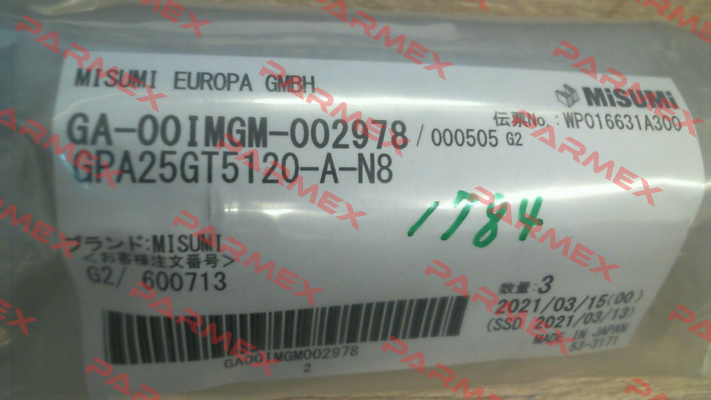 MISUMI EUROPA GMBH
MiSUMi
伝票No.:WP016631A300
GA-00IMGM-002978/000505 G2
GPA25GT5120-A-N8
1784
ブランド:MISUMI
<お客様注文番号>
G2/ 600713
数量:3
2021/03/15(00)
(SSD 2021/03/13)
MADE IN JAPAN
53-3171
GA00IMGM002978
2
PARMEX